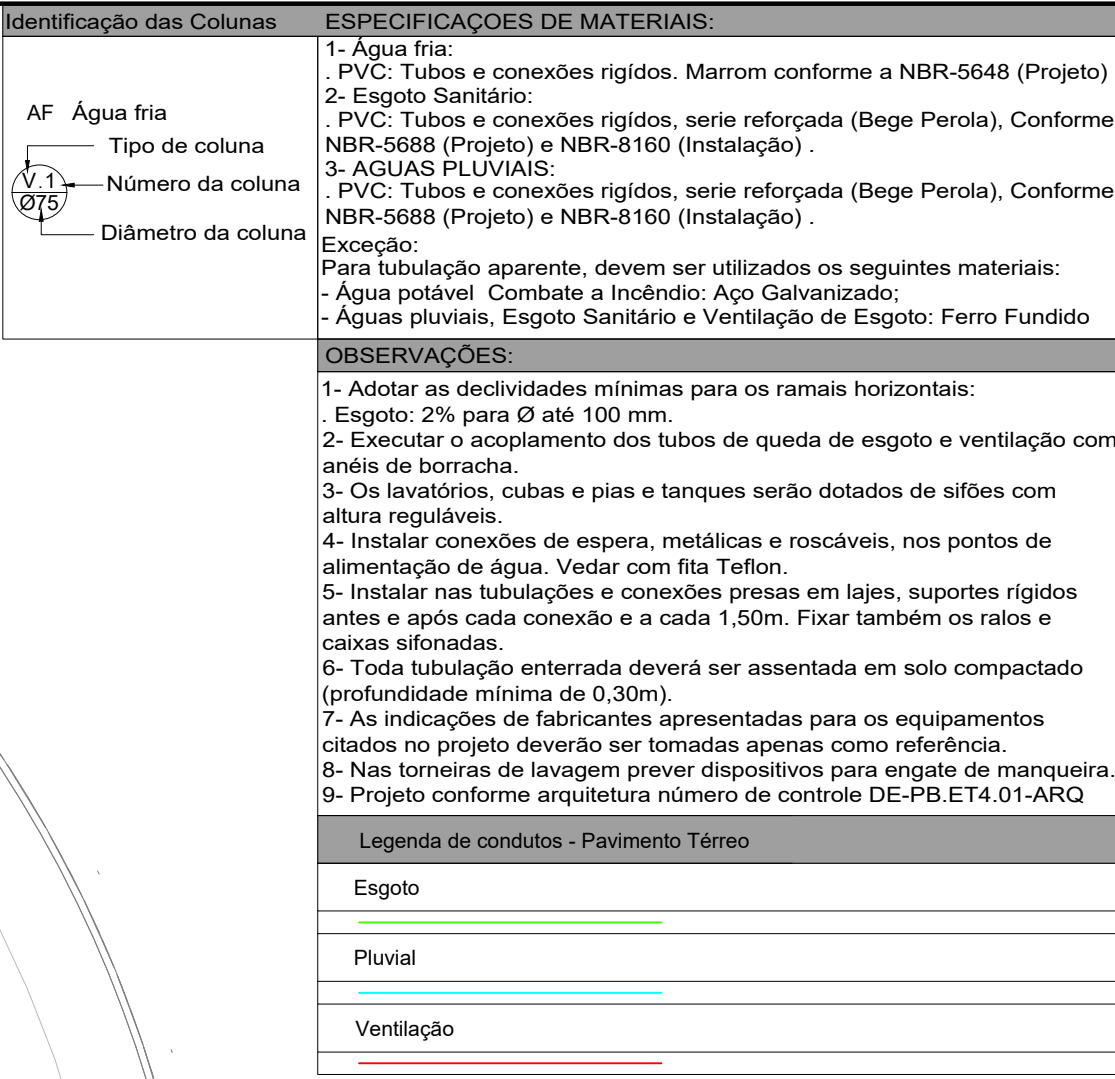 Identificação das Colunas
AF Água fria
Tipo de coluna
V.1
Número da coluna
Ø75
Diâmetro da coluna
ESPECIFICAÇOES DE MATERIAIS:
1- Água fria:
. PVC: Tubos e conexões rigídos. Marrom conforme a NBR-5648 (Projeto)
2- Esgoto Sanitário:
. PVC: Tubos e conexões rigídos, serie reforçada (Bege Perola), Conforme
NBR-5688 (Projeto) e NBR-8160 (Instalação) .
3- AGUAS PLUVIAIS:
. PVC: Tubos e conexões rigídos, serie reforçada (Bege Perola), Conforme
NBR-5688 (Projeto) e NBR-8160 (Instalação) .
Exceção:
Para tubulação aparente, devem ser utilizados os seguintes materiais:
- Água potável Combate a Incêndio: Aço Galvanizado;
- Águas pluviais, Esgoto Sanitário e Ventilação de Esgoto: Ferro Fundido
OBSERVAÇÕES:
1- Adotar as declividades mínimas para os ramais horizontais:
. Esgoto: 2% para Ø até 100 mm.
2- Executar o acoplamento dos tubos de queda de esgoto e ventilação com
anéis de borracha.
3- Os lavatórios, cubas e pias e tanques serão dotados de sifões com
altura reguláveis.
4- Instalar conexões de espera, metálicas e roscáveis, nos pontos de
alimentação de água. Vedar com fita Teflon.
5- Instalar nas tubulações e conexões presas em lajes, suportes rígidos
antes e após cada conexão e a cada 1,50m. Fixar também os ralos e
caixas sifonadas.
6- Toda tubulação enterrada deverá ser assentada em solo compactado
(profundidade mínima de 0,30m).
7- As indicações de fabricantes apresentadas para os equipamentos
citados no projeto deverão ser tomadas apenas como referência.
8- Nas torneiras de lavagem prever dispositivos para engate de manqueira.
9- Projeto conforme arquitetura número de controle DE-PB.ET4.01-ARQ
Legenda de condutos - Pavimento Térreo
Esgoto
Pluvial
Ventilação